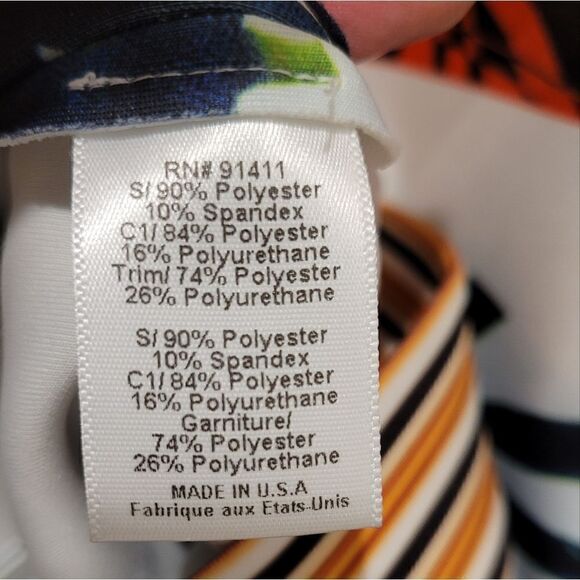 RN# 91411
S/ 90% Polyester
10% Spandex
C1/ 84% Polyester
16% Polyurethane
Trim/ 74% Polyester
26% Polyurethane
S/ 90% Polyester
10% Spandex
C1/ 84% Polyester
16% Polyurethane
Garniture/
74% Polyester
26% Polyurethane
MADE IN U.S.A
Fabrique aux Etats-Unis